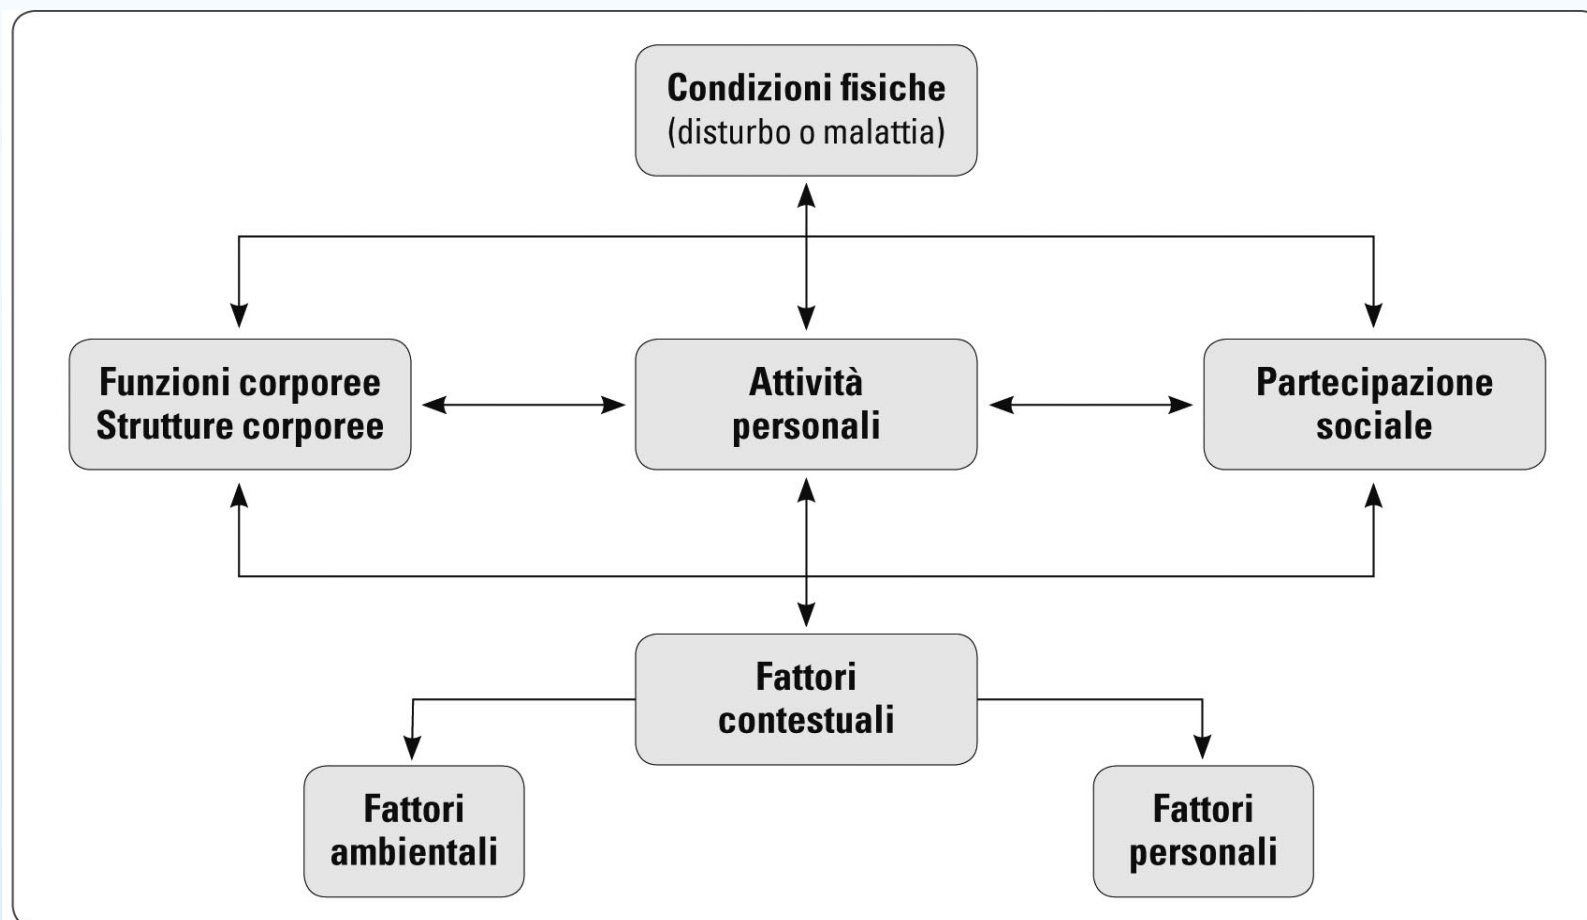 Condizioni fisiche
(disturbo o malattia)
Funzioni corporee
Strutture corporee
Attività
personali
Partecipazione
sociale
Fattori
contestuali
Fattori
ambientali
Fattori
personali